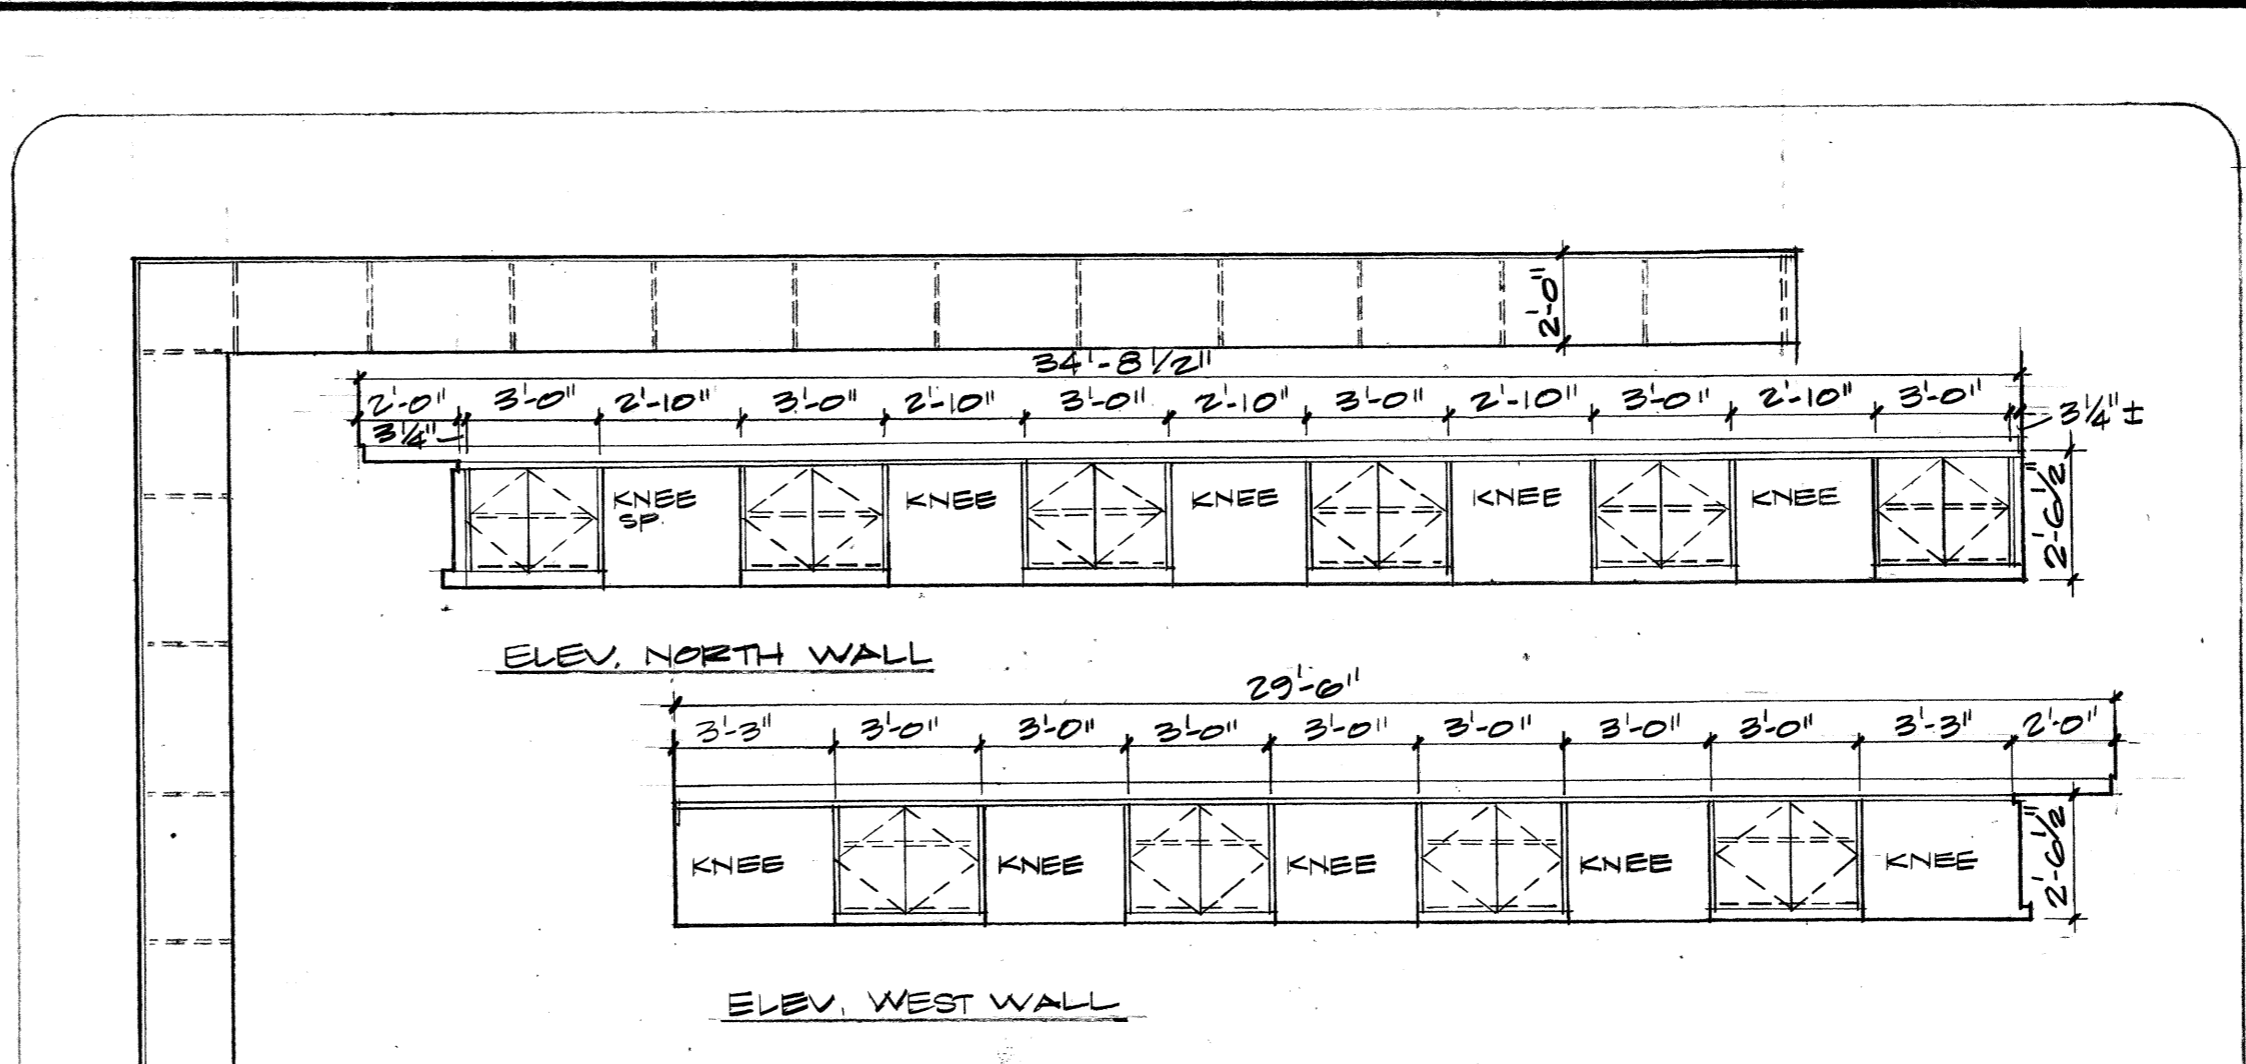 2'-0"
34'-8 1/2"
2'-0" 3'-0" 2'-10" 3'-0" 2'-10" 3'-0" 2'-10" 3'-0" 2'-10" 3'-0" 2'-10" 3'-0"
3 1/4" 3 1/4" ±
KNEE SP. KNEE KNEE KNEE KNEE
2'-6 1/2"
ELEV. NORTH WALL
29'-6"
3'-3" 3'-0" 3'-0" 3'-0" 3'-0" 3'-0" 3'-0" 3'-0" 3'-3" 2'-0"
KNEE KNEE KNEE KNEE KNEE
2'-6 1/2"
ELEV. WEST WALL